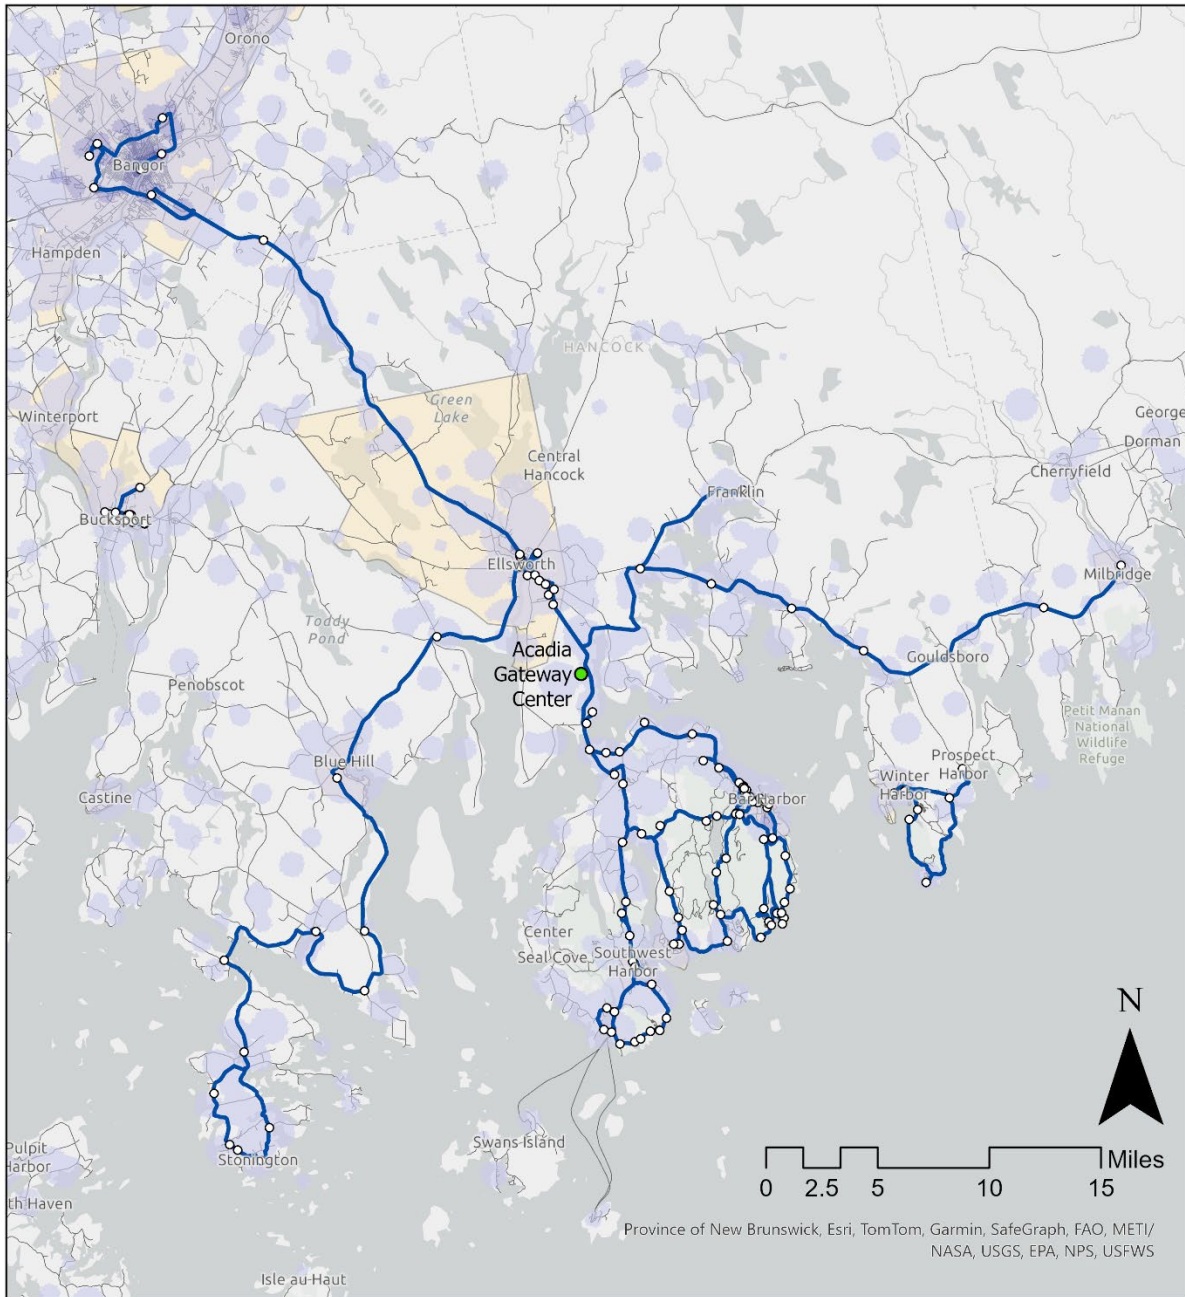 Orono
Bangor
Hampden
HANCOCK
Green
Lake
Winterport
George
Dorman
Central
Hancock
Cherryfield
Franklin
Bucksport
Ellsworth
Milbridge
Toddy
Pond
Acadia
Gateway
Center
Gouldsboro
Penobscot
Petit Manan
National
Wildlife
Refuge
Blue Hill
Prospect
Harbor
Winter
Harbor
Castine
Bar Harbor
Center
Seal Cove
Southwest
Harbor
N
Swans Island
Pulpit
Harbor
Stonington
Miles
0 2.5 5 10 15
th Haven
Province of New Brunswick, Esri, TomTom, Garmin, SafeGraph, FAO, METI/
NASA, USGS, EPA, NPS, USFWS
Isle au Haut